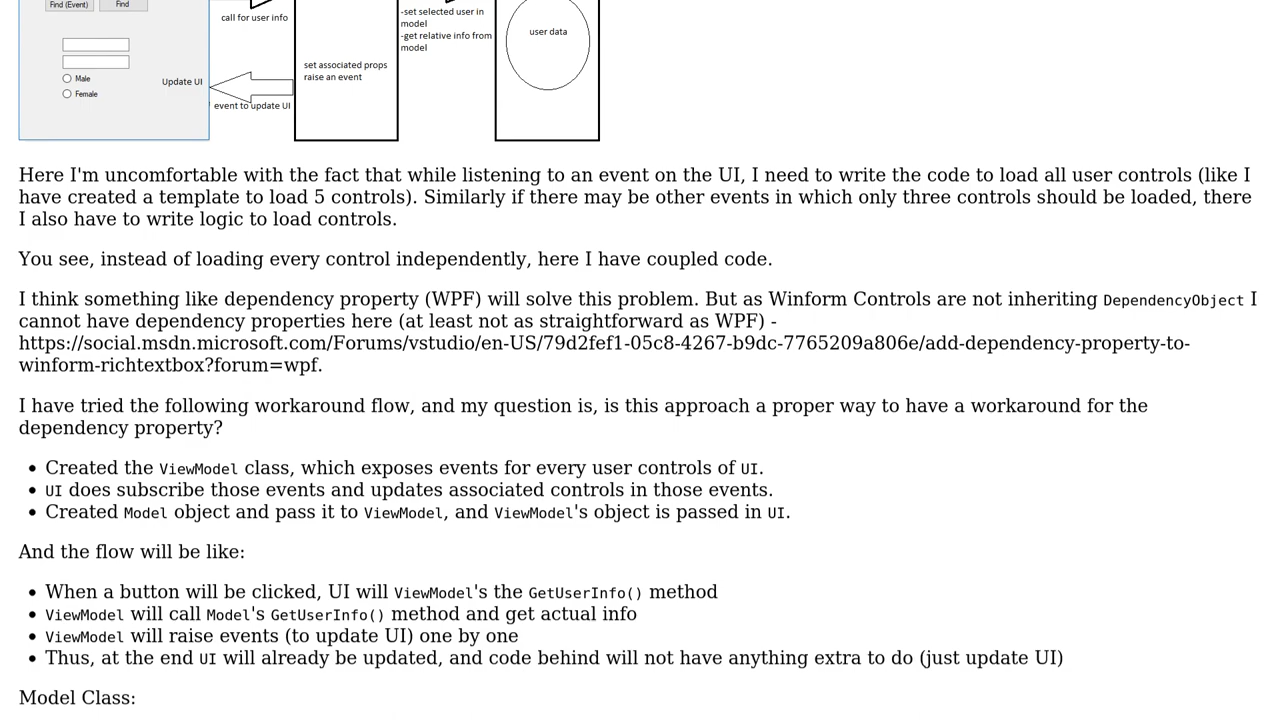 Find (Event) Find
call for user info
-set selected user in
model
-get relative info from
model
user data
set associated props
raise an event
Male
Female
Update UI
event to update UI
Here I'm uncomfortable with the fact that while listening to an event on the UI, I need to write the code to load all user controls (like I
have created a template to load 5 controls). Similarly if there may be other events in which only three controls should be loaded, there
I also have to write logic to load controls.
You see, instead of loading every control independently, here I have coupled code.
I think something like dependency property (WPF) will solve this problem. But as Winform Controls are not inheriting DependencyObject I
cannot have dependency properties here (at least not as straightforward as WPF) -
https://social.msdn.microsoft.com/Forums/vstudio/en-US/79d2fef1-05c8-4267-b9dc-7765209a806e/add-dependency-property-to-
winform-richtextbox?forum=wpf.
I have tried the following workaround flow, and my question is, is this approach a proper way to have a workaround for the
dependency property?
• Created the ViewModel class, which exposes events for every user controls of UI.
• UI does subscribe those events and updates associated controls in those events.
• Created Model object and pass it to ViewModel, and ViewModel's object is passed in UI.
And the flow will be like:
• When a button will be clicked, UI will ViewModel's the GetUserInfo() method
• ViewModel will call Model's GetUserInfo() method and get actual info
• ViewModel will raise events (to update UI) one by one
• Thus, at the end UI will already be updated, and code behind will not have anything extra to do (just update UI)
Model Class: